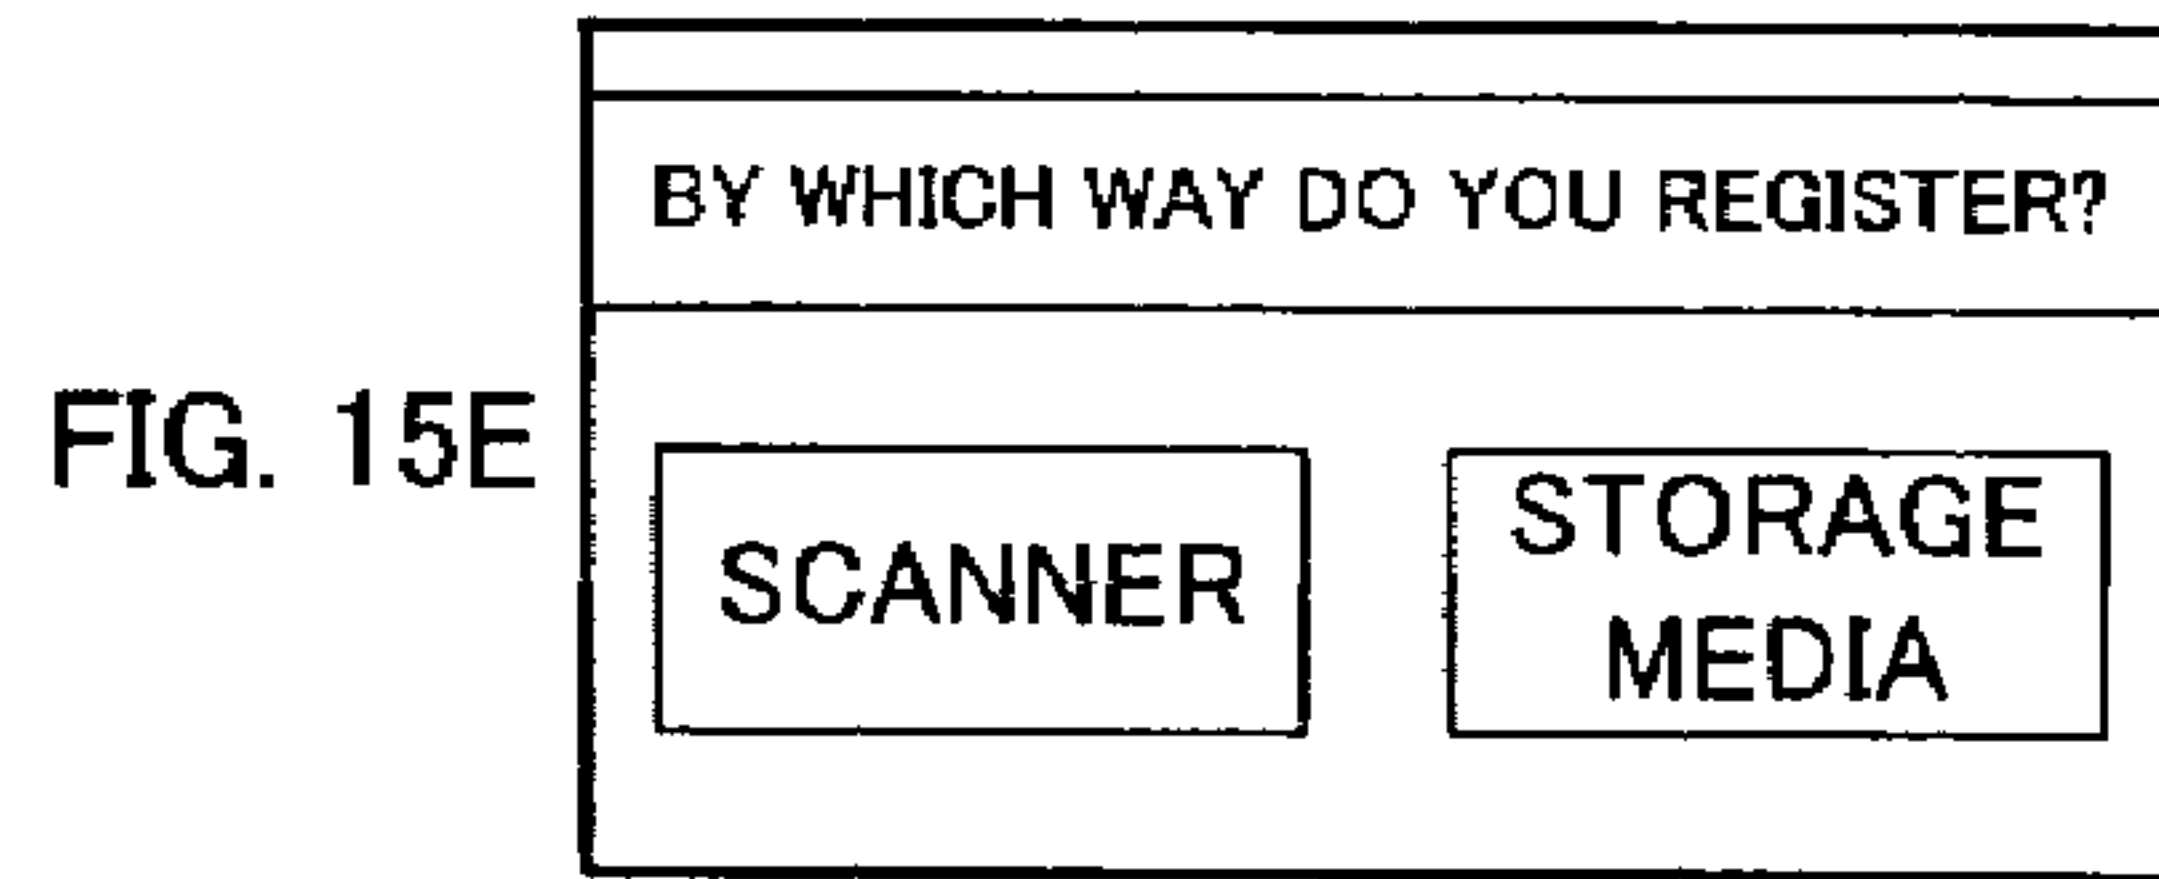 BY WHICH WAY DO YOU REGISTER?
FIG. 15E
SCANNER
STORAGE
MEDIA